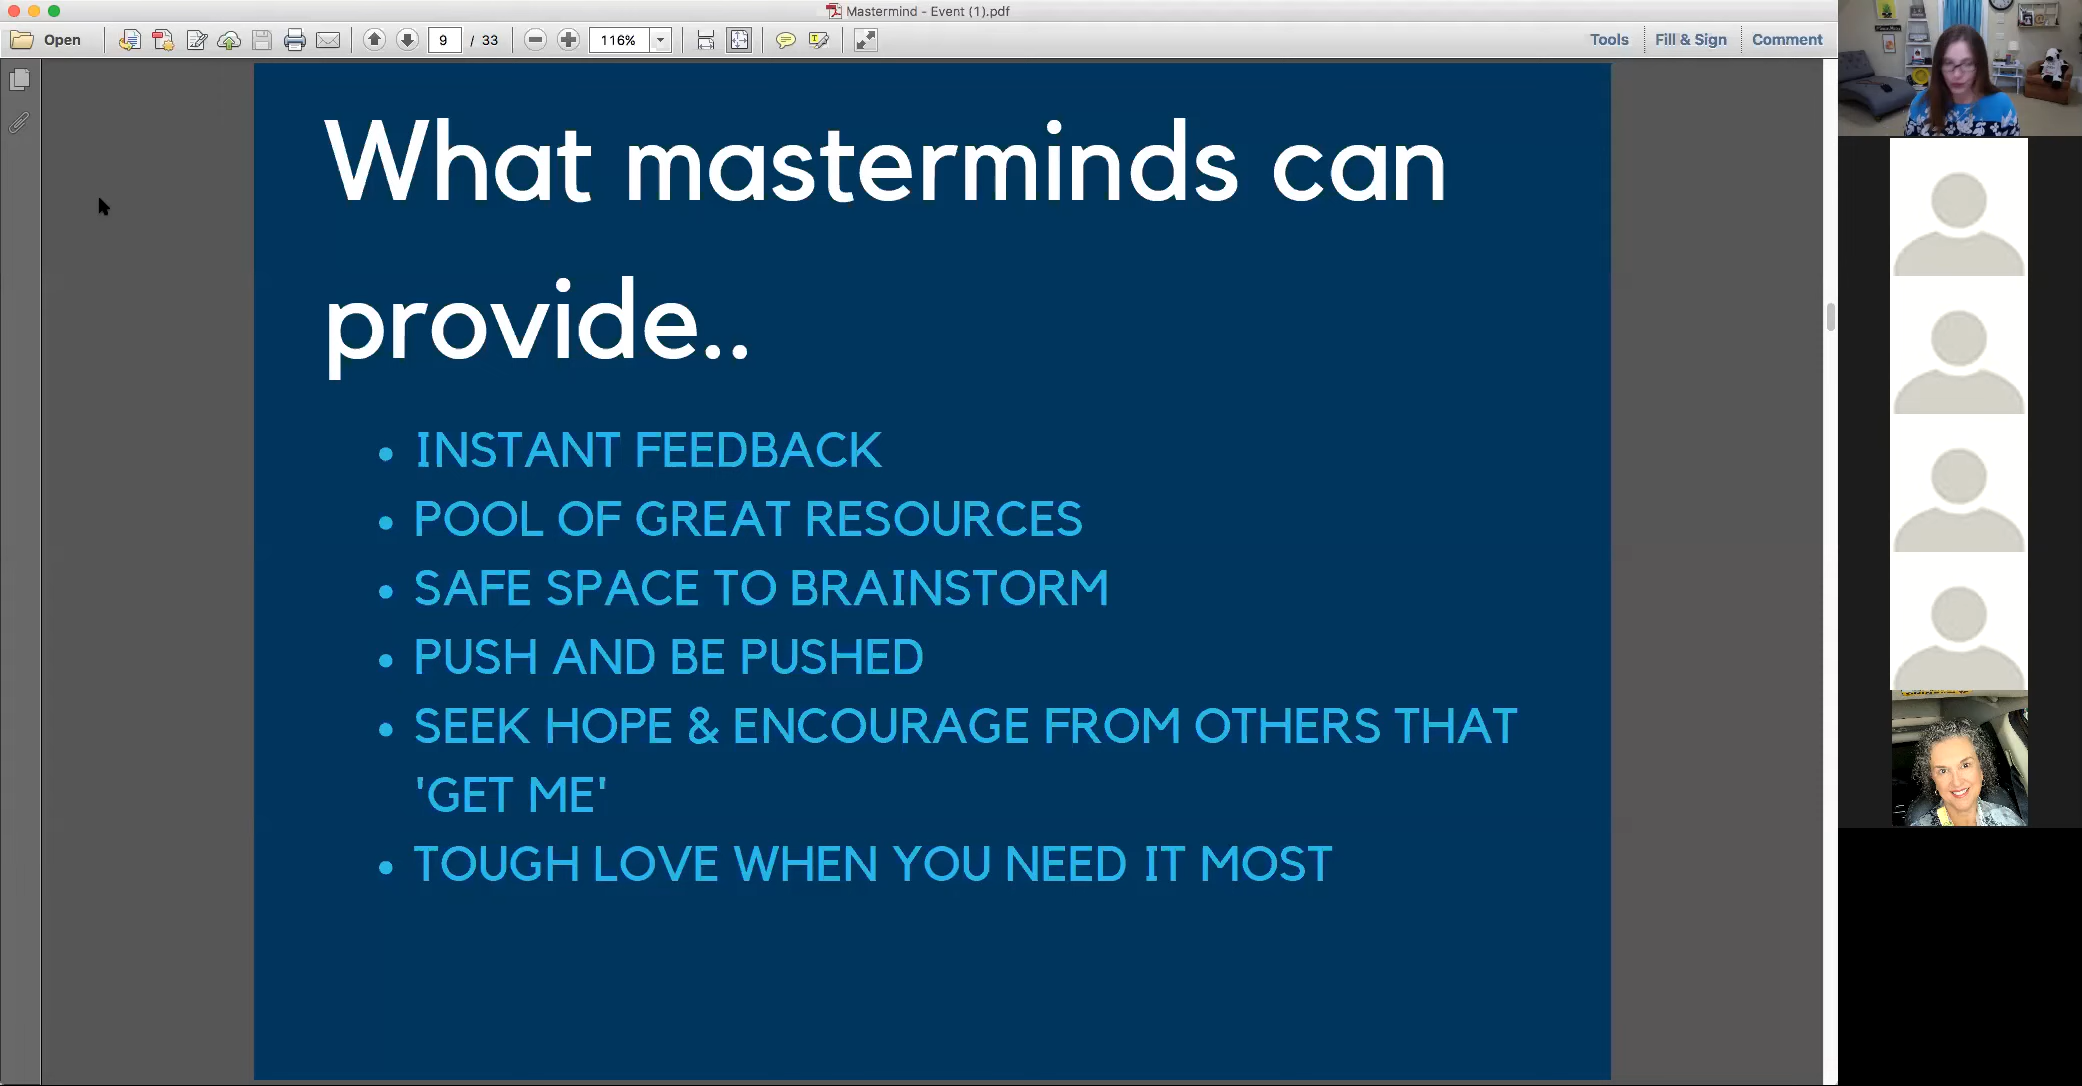 Mastermind - Event (1).pdf
Open
9 / 33
116%
Tools
Fill & Sign
Comment
What masterminds can
provide..
• INSTANT FEEDBACK
• POOL OF GREAT RESOURCES
• SAFE SPACE TO BRAINSTORM
• PUSH AND BE PUSHED
• SEEK HOPE & ENCOURAGE FROM OTHERS THAT
'GET ME'
• TOUGH LOVE WHEN YOU NEED IT MOST